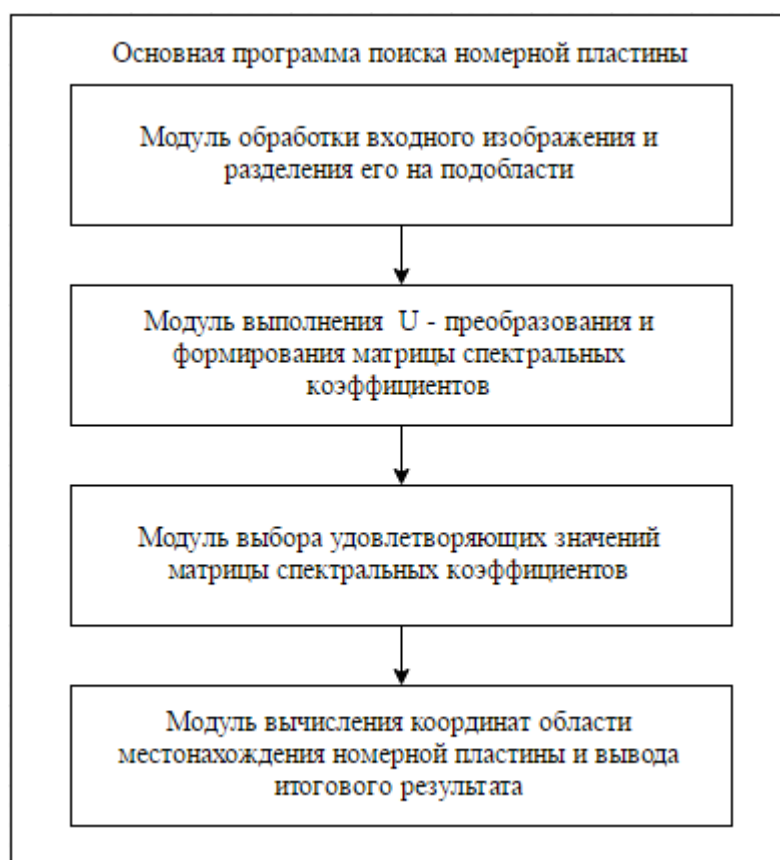 Основная программа поиска номерной пластины
Модуль обработки входного изображения и
разделения его на подобласти
Модуль выполнения U - преобразования и
формирования матрицы спектральных
коэффициентов
Модуль выбора удовлетворяющих значений
матрицы спектральных коэффициентов
Модуль вычисления координат области
местонахождения номерной пластины и вывода
итогового результата